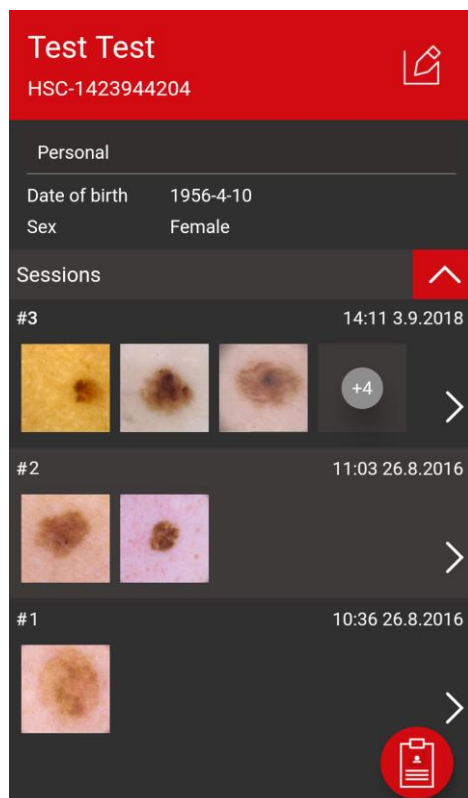 Test Test
HSC-1423944204
Personal
Date of birth 1956-4-10
Sex Female
Sessions
#3 14:11 3.9.2018
+4
#2 11:03 26.8.2016
#1 10:36 26.8.2016